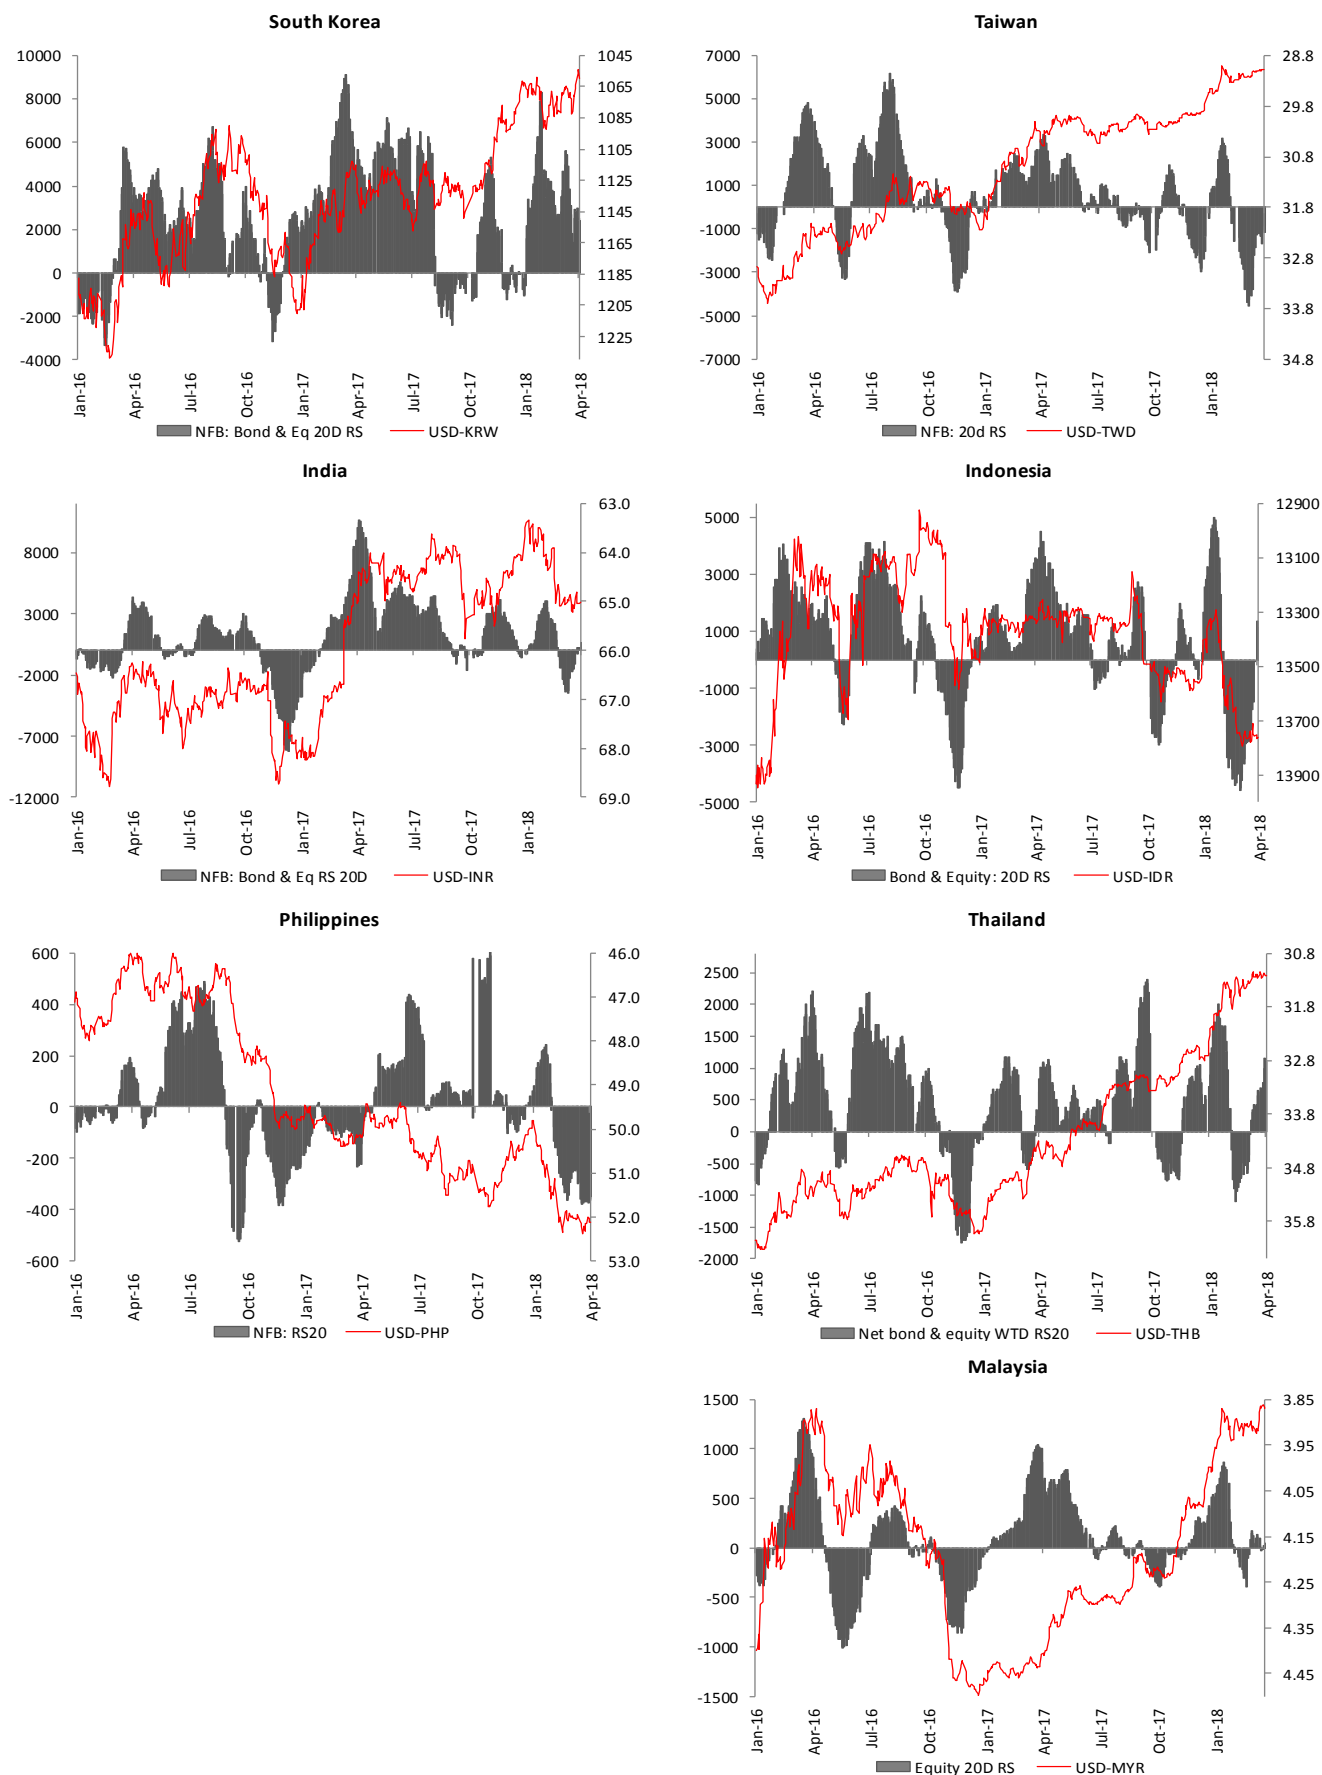 South Korea
10000
8000
6000
4000
2000
0
-2000
-4000
1045
1065
1085
1105
1125
1145
1165
1185
1205
1225
Jan-16
Apr-16
Jul-16
Oct-16
Jan-17
Apr-17
Jul-17
Oct-17
Jan-18
Apr-18
NFB: Bond & Eq 20D RS
USD-KRW
Taiwan
7000
5000
3000
1000
-1000
-3000
-5000
-7000
28.8
29.8
30.8
31.8
32.8
33.8
34.8
Jan-16
Apr-16
Jul-16
Oct-16
Jan-17
Apr-17
Jul-17
Oct-17
Jan-18
NFB: 20d RS
USD-TWD
India
8000
3000
-2000
-7000
-12000
63.0
64.0
65.0
66.0
67.0
68.0
69.0
Jan-16
Apr-16
Jul-16
Oct-16
Jan-17
Apr-17
Jul-17
Oct-17
Jan-18
NFB: Bond & Eq RS 20D
USD-INR
Indonesia
5000
3000
1000
-1000
-3000
-5000
12900
13100
13300
13500
13700
13900
Jan-16
Apr-16
Jul-16
Oct-16
Jan-17
Apr-17
Jul-17
Oct-17
Jan-18
Apr-18
Bond & Equity: 20D RS
USD-IDR
Philippines
600
400
200
0
-200
-400
-600
46.0
47.0
48.0
49.0
50.0
51.0
52.0
53.0
Jan-16
Apr-16
Jul-16
Oct-16
Jan-17
Apr-17
Jul-17
Oct-17
Jan-18
Apr-18
NFB: RS20
USD-PHP
Thailand
2500
2000
1500
1000
500
0
-500
-1000
-1500
-2000
30.8
31.8
32.8
33.8
34.8
35.8
Jan-16
Apr-16
Jul-16
Oct-16
Jan-17
Apr-17
Jul-17
Oct-17
Jan-18
Apr-18
Net bond & equity WTD RS20
USD-THB
Malaysia
1500
1000
500
0
-500
-1000
-1500
3.85
3.95
4.05
4.15
4.25
4.35
4.45
Jan-16
Apr-16
Jul-16
Oct-16
Jan-17
Apr-17
Jul-17
Oct-17
Jan-18
Equity 20D RS
USD-MYR